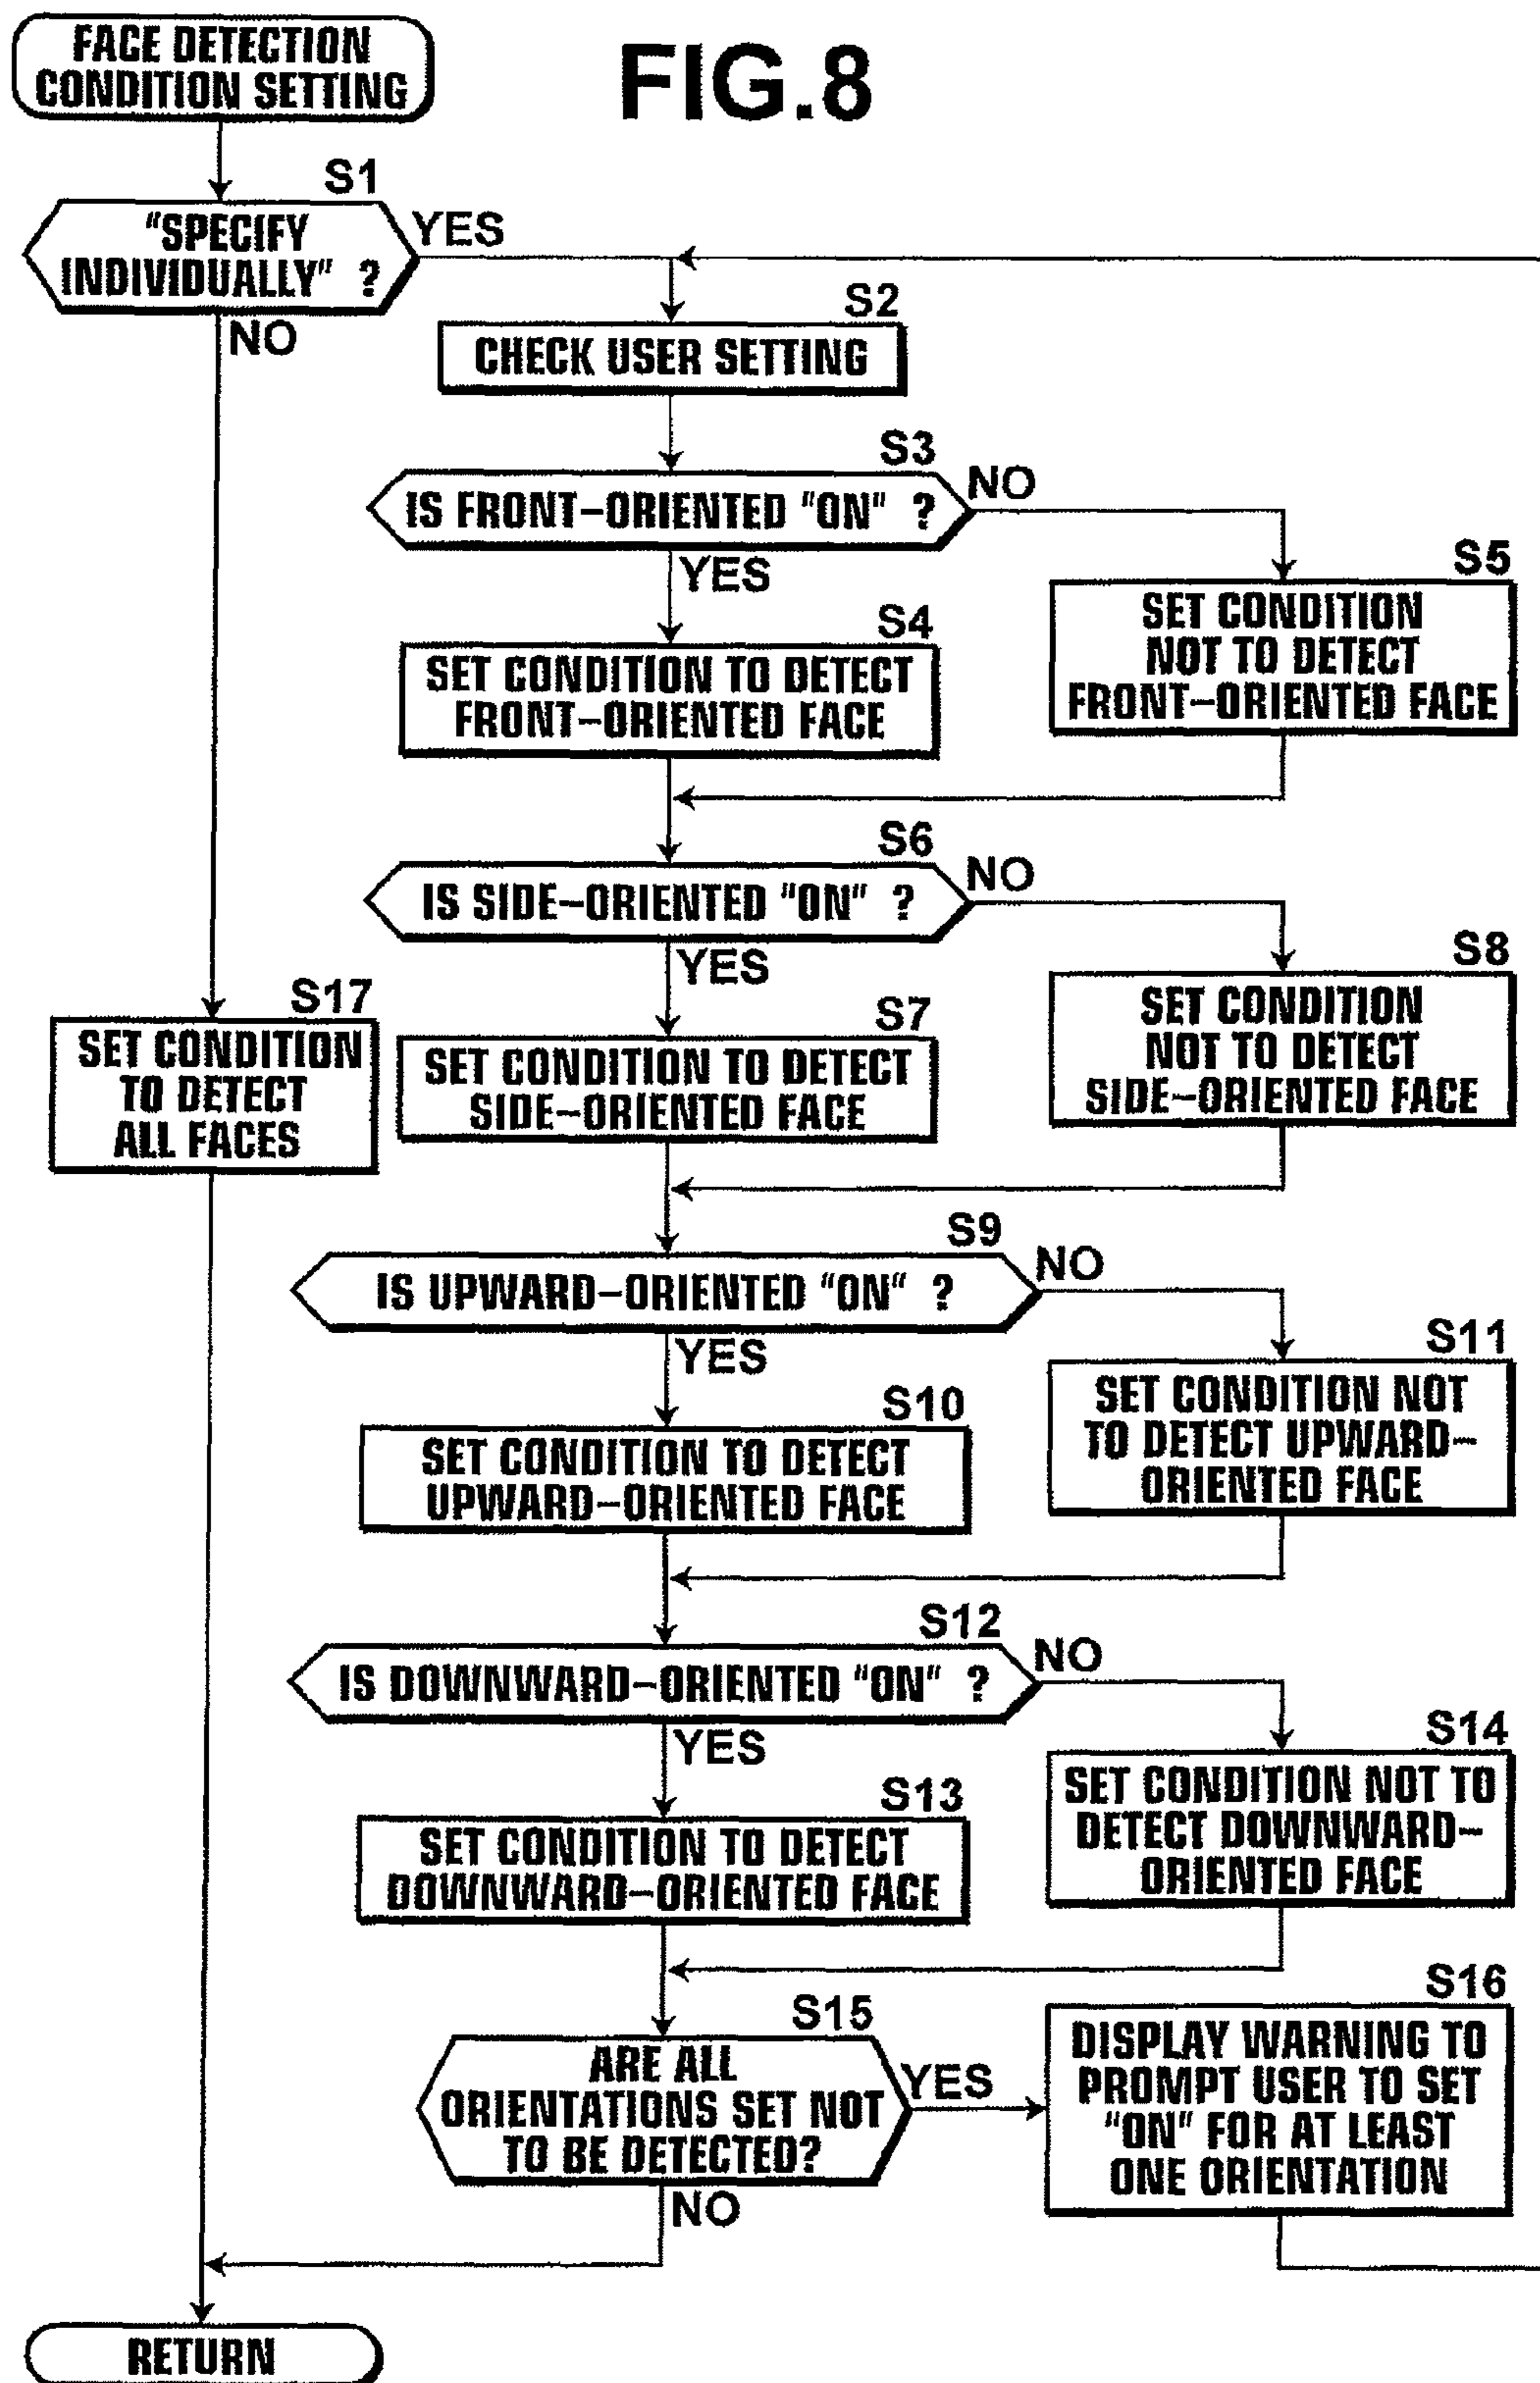 FACE DETECTION
CONDITION SETTING
FIG.8
S1
"SPECIFY
INDIVIDUALLY" ?
YES
NO
S2
CHECK USER SETTING
S3
IS FRONT-ORIENTED "ON" ?
NO
YES
S4
SET CONDITION TO DETECT
FRONT-ORIENTED FACE
S5
SET CONDITION
NOT TO DETECT
FRONT-ORIENTED FACE
S6
IS SIDE-ORIENTED "ON" ?
NO
YES
S7
SET CONDITION TO DETECT
SIDE-ORIENTED FACE
S8
SET CONDITION
NOT TO DETECT
SIDE-ORIENTED FACE
S17
SET CONDITION
TO DETECT
ALL FACES
S9
IS UPWARD-ORIENTED "ON" ?
NO
YES
S10
SET CONDITION TO DETECT
UPWARD-ORIENTED FACE
S11
SET CONDITION NOT
TO DETECT UPWARD-
ORIENTED FACE
S12
IS DOWNWARD-ORIENTED "ON" ?
NO
YES
S13
SET CONDITION TO DETECT
DOWNWARD-ORIENTED FACE
S14
SET CONDITION NOT TO
DETECT DOWNWARD-
ORIENTED FACE
S15
ARE ALL
ORIENTATIONS SET NOT
TO BE DETECTED?
YES
NO
S16
DISPLAY WARNING TO
PROMPT USER TO SET
"ON" FOR AT LEAST
ONE ORIENTATION
RETURN